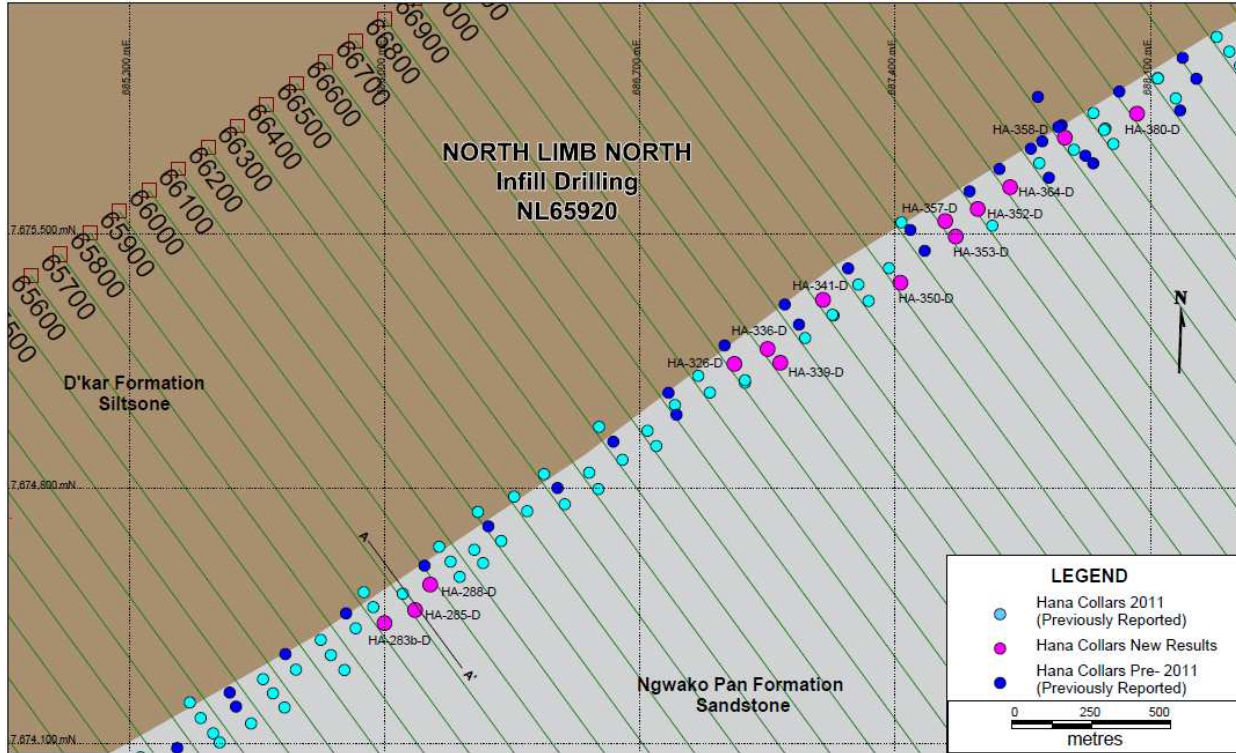 66900
66800
66700
66600
66500
66400
66300
66200
66100
66000
65900
65800
65700
65600
NORTH LIMB NORTH
Infill Drilling
NL65920
686,700 mE
7,675,500 mN
7,674,100 mN
D'kar Formation
Siltsone
HA-358-D
HA-380-D
HA-364-D
HA-357-D
HA-352-D
HA-353-D
HA-341-D
HA-350-D
HA-336-D
HA-326-D
HA-339-D
N
A
HA-288-D
HA-285-D
HA-283b-D
A'
Ngwako Pan Formation
Sandstone
LEGEND
Hana Collars 2011
(Previously Reported)
Hana Collars New Results
Hana Collars Pre- 2011
(Previously Reported)
0 250 500
metres